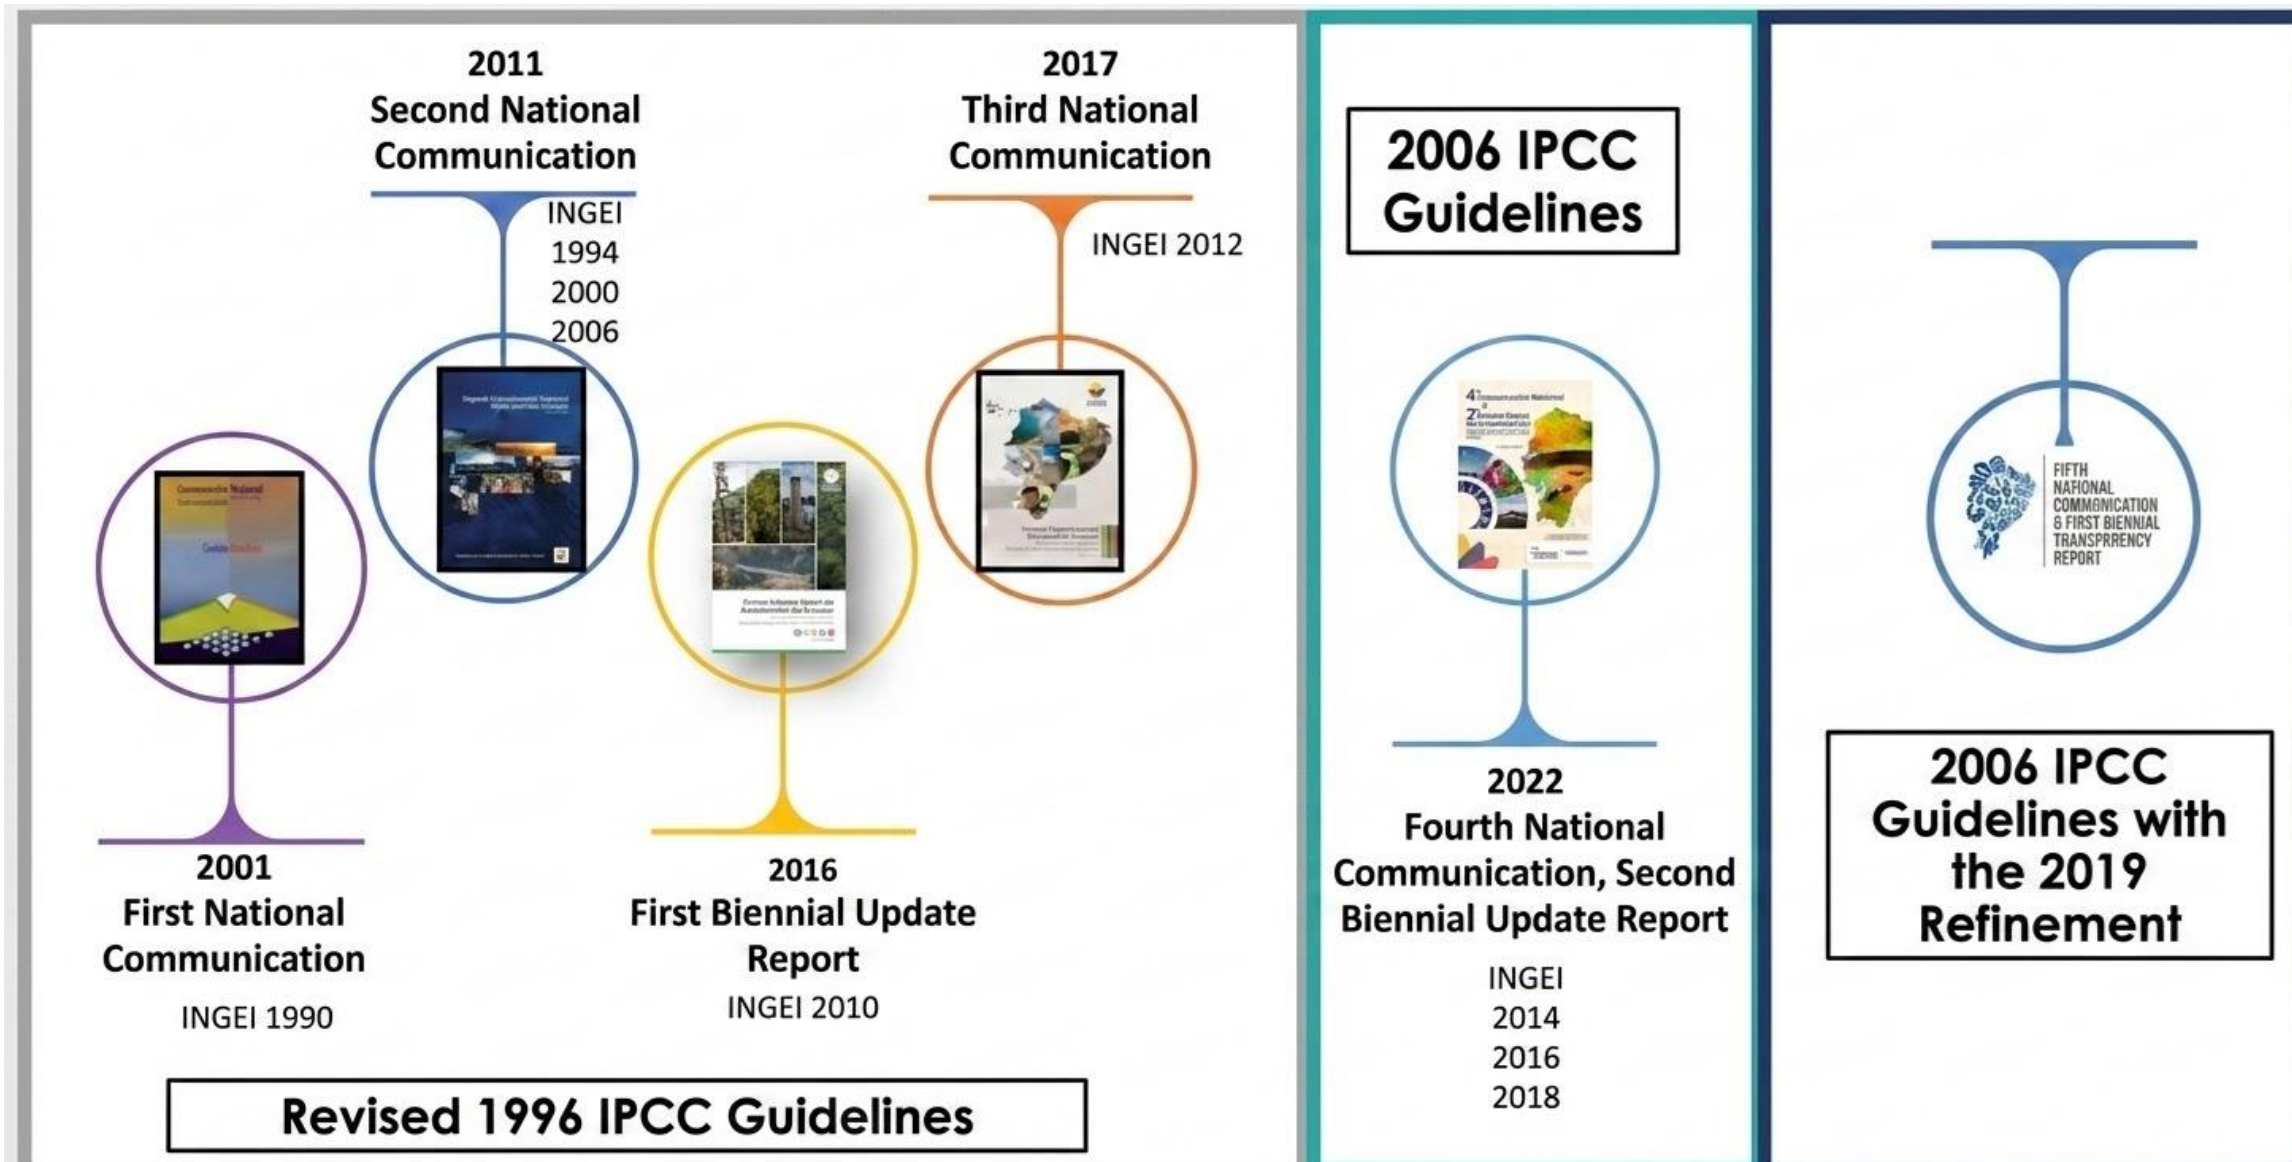 2011
Second National
Communication
INGEI
1994
2000
2006
2017
Third National
Communication
INGEI 2012
2001
First National
Communication
INGEI 1990
2016
First Biennial Update
Report
INGEI 2010
Revised 1996 IPCC Guidelines
2006 IPCC
Guidelines
2022
Fourth National
Communication, Second
Biennial Update Report
INGEI
2014
2016
2018
FIFTH
NATIONAL
COMMØNICATION
& FIRST BIENNIAL
TRANSPRRENCY
REPORT
2006 IPCC
Guidelines with
the 2019
Refinement